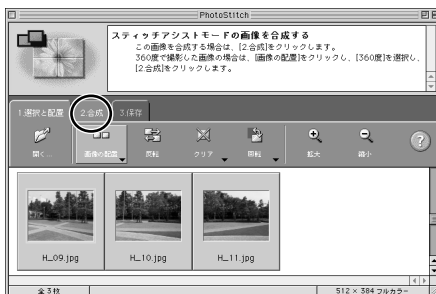 PhotoStitch
スティッチアシストモードの画像を合成する
この画像を合成する場合は、[2.合成]をクリックします。
360度で撮影した画像の場合は、[画像の配置]をクリックし、[360度]を選択し、
[2.合成]をクリックします。
1.選択と配置 2.合成 3.保存
開く... 画像の配置 反転 クリア 回転 拡大 縮小 ?
H_09.jpg H_10.jpg H_11.jpg
全3枚 512 × 384 フルカラー